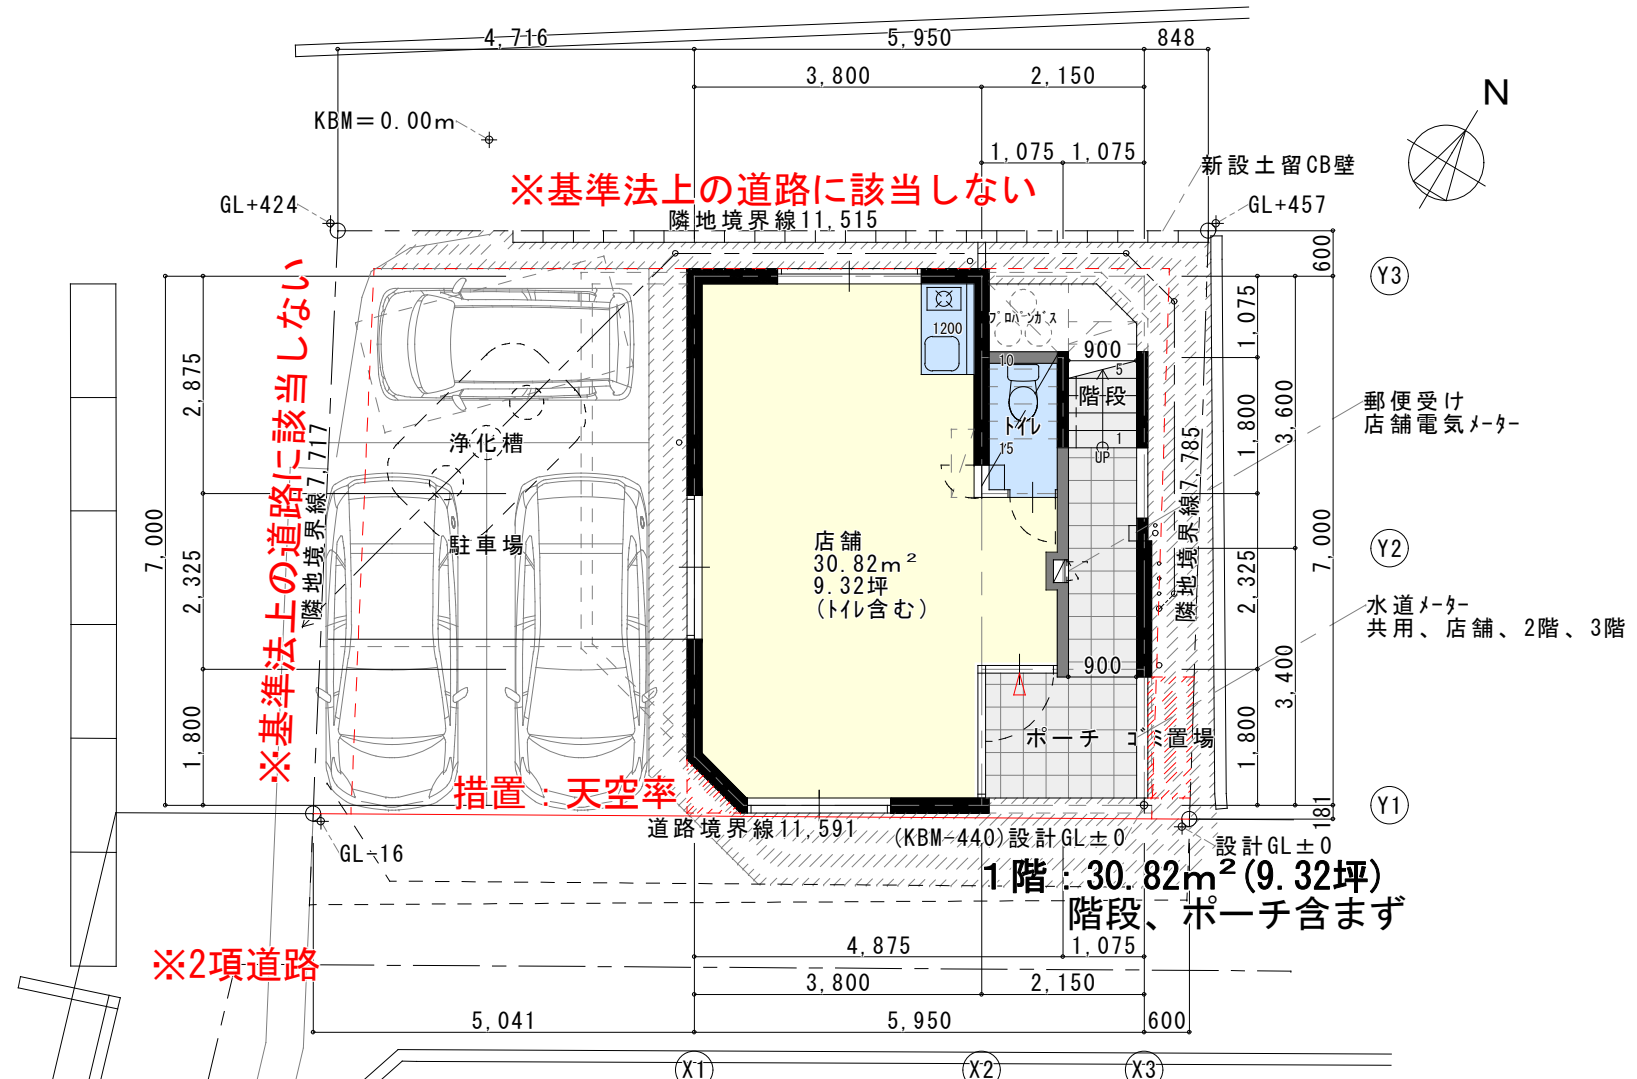 4,716
5,950
848
3,800
2,150
N
KBM=0.00m
1,075
1,075
新設土留CB壁
※基準法上の道路に該当しない
GL+424
隣地境界線11,515
GL+457
600
Y3
プロパンガス
1200
1,075
900
10
5
2,875
階段
3,600
郵便受け
店舗電気メーター
1,800
トイレ
浄化槽
15
1
UP
※基準法上の道路に該当しない
隣地境界線7,717
隣地境界線7,785
7,000
駐車場
店舗
30.82m²
9.32坪
(トイレ含む)
7,000
Y2
2,325
2,325
水道メーター
共用、店舗、2階、3階
900
3,400
1,800
ポーチ
ゴミ置場
1,800
措置：天空率
Y1
181
道路境界線11,591
(KBM-440)設計GL±0
設計GL±0
GL-16
1階：30.82m²(9.32坪)
階段、ポーチ含まず
※2項道路
4,875
1,075
3,800
2,150
5,041
5,950
600
X1
X2
X3